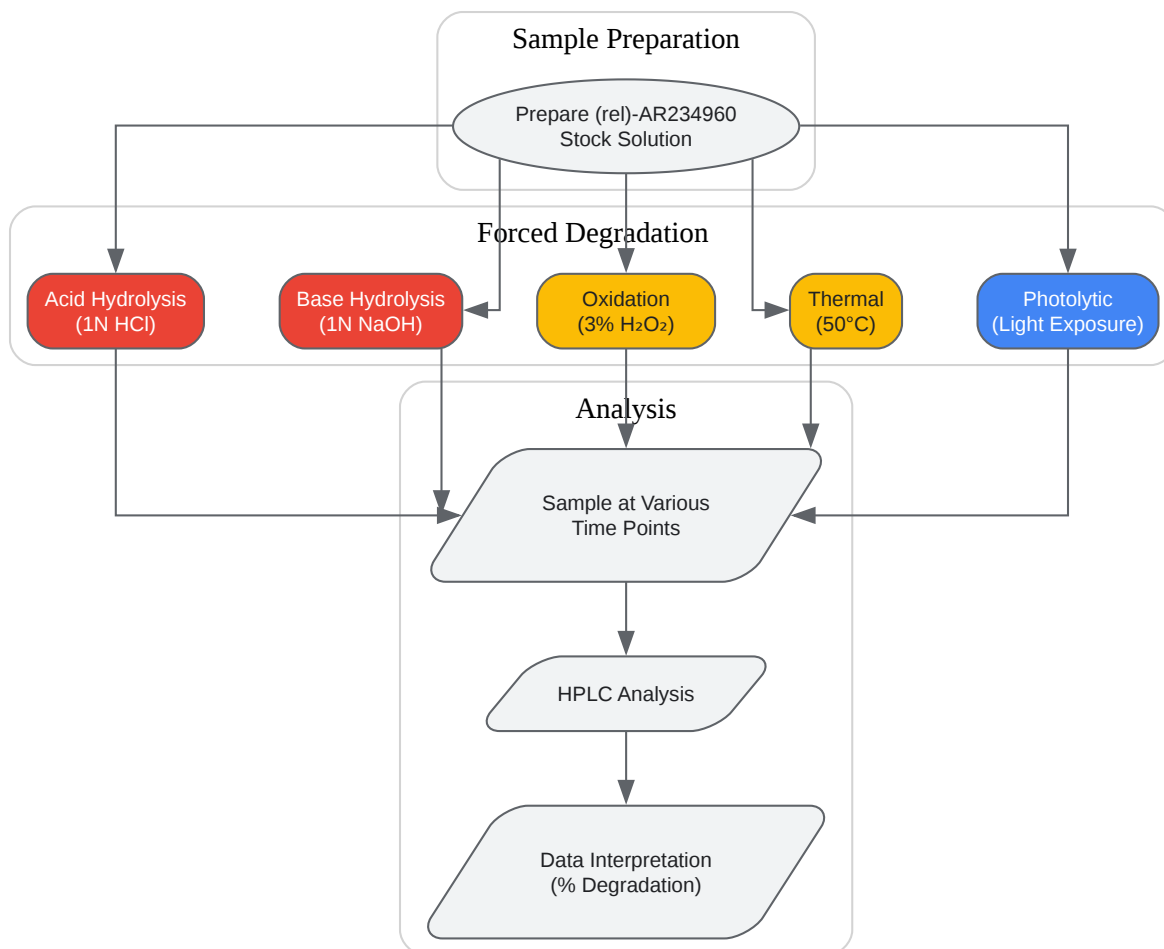 Sample Preparation
Prepare (rel)-AR234960
Stock Solution
Forced Degradation
Acid Hydrolysis
(1N HCl)
Base Hydrolysis
(1N NaOH)
Oxidation
(3% H₂O₂)
Thermal
(50°C)
Photolytic
(Light Exposure)
Analysis
Sample at Various
Time Points
HPLC Analysis
Data Interpretation
(% Degradation)